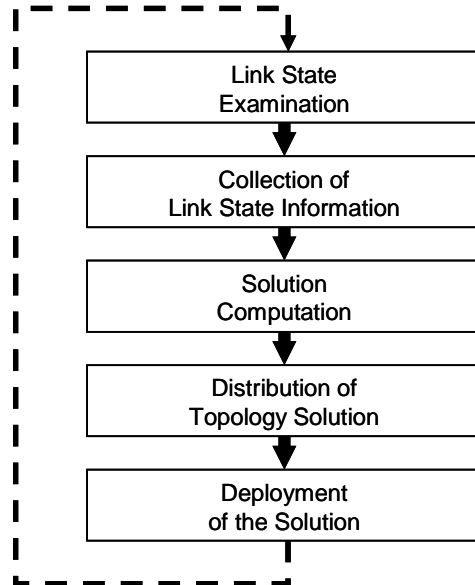 Link State
Examination
Collection of
Link State Information
Solution
Computation
Distribution of
Topology Solution
Deployment
of the Solution